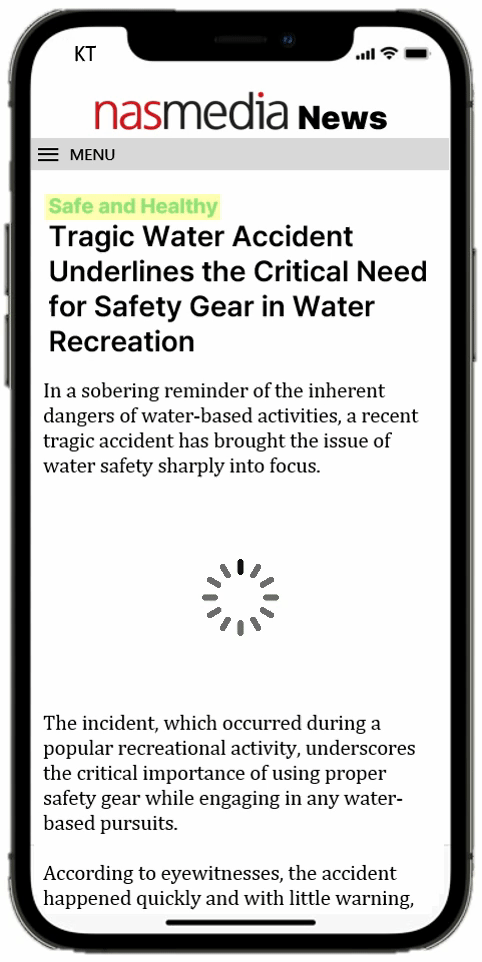 KT
nasmedia News
MENU
Safe and Healthy
Tragic Water Accident
Underlines the Critical Need
for Safety Gear in Water
Recreation
In a sobering reminder of the inherent
dangers of water-based activities, a recent
tragic accident has brought the issue of
water safety sharply into focus.
The incident, which occurred during a
popular recreational activity, underscores
the critical importance of using proper
safety gear while engaging in any water-
based pursuits.
According to eyewitnesses, the accident
happened quickly and with little warning,